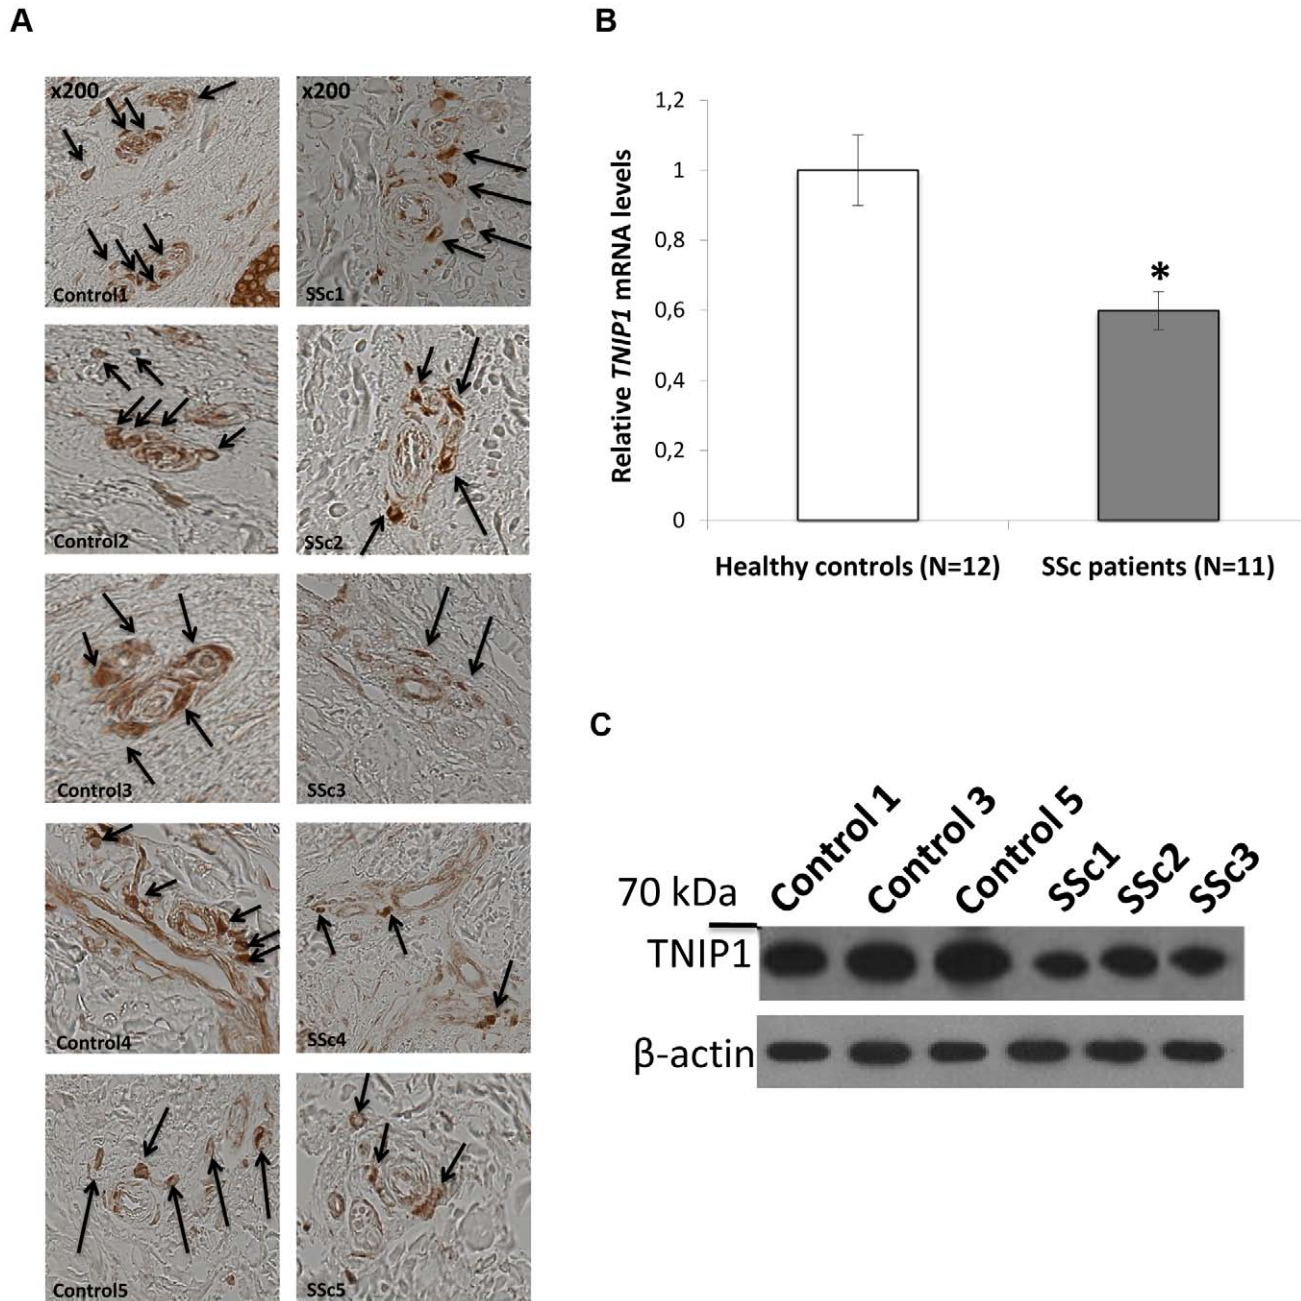 A
x200
x200
Control1
SSc1
Control2
SSc2
Control3
SSc3
Control4
SSc4
Control5
SSc5
B
Relative TNIP1 mRNA levels
1,2
1
0,8
0,6
0,4
0,2
0
*
Healthy controls (N=12)
SSc patients (N=11)
C
70 kDa
Control 1
Control 3
Control 5
SSc1
SSc2
SSc3
TNIP1
β-actin